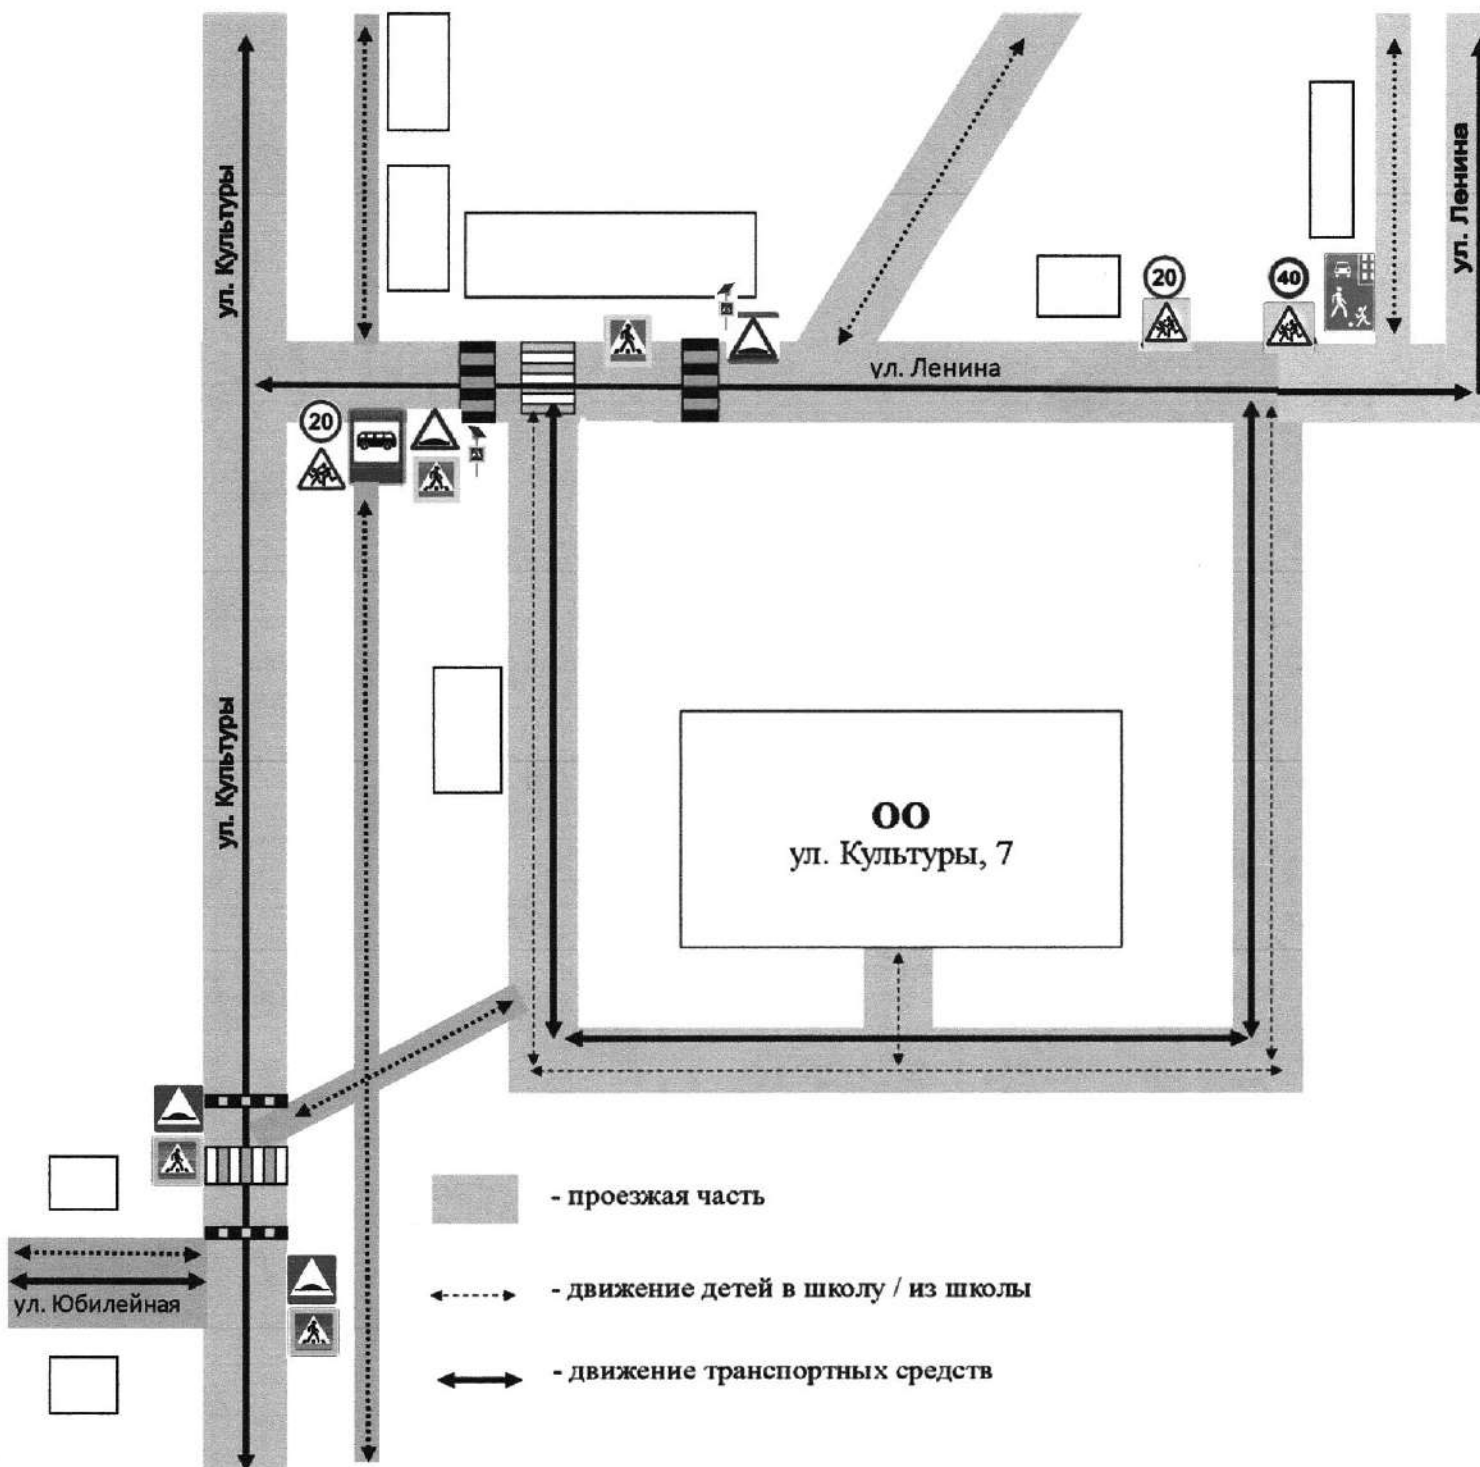 ул. Культуры
ул. Ленина
20
40
ул. Ленина
20
ул. Культуры
ОО
ул. Культуры, 7
- проезжая часть
- движение детей в школу / из школы
ул. Юбилейная
- движение транспортных средств